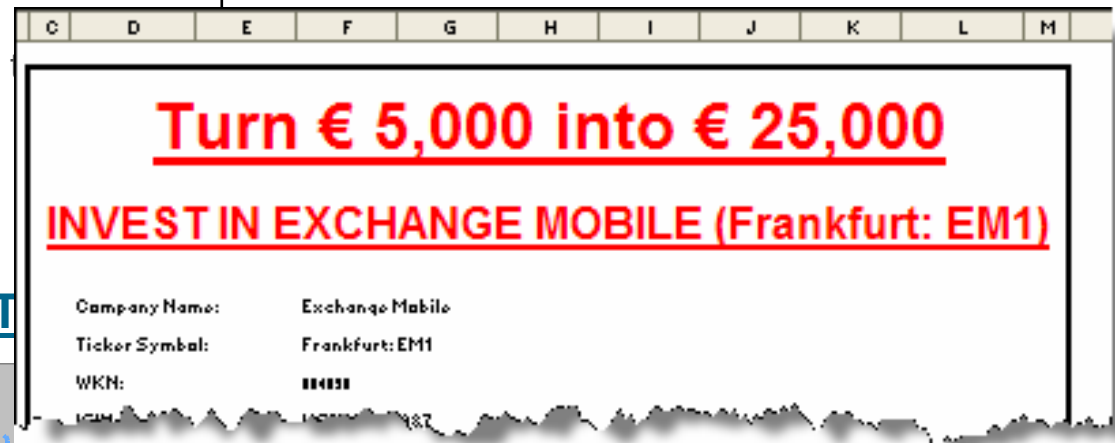 C D E F G H I J K L M
Turn € 5,000 into € 25,000
INVEST IN EXCHANGE MOBILE (Frankfurt: EM1)
Company Name: Exchange Mobile
Ticker Symbol: Frankfurt: EM1
WKN: